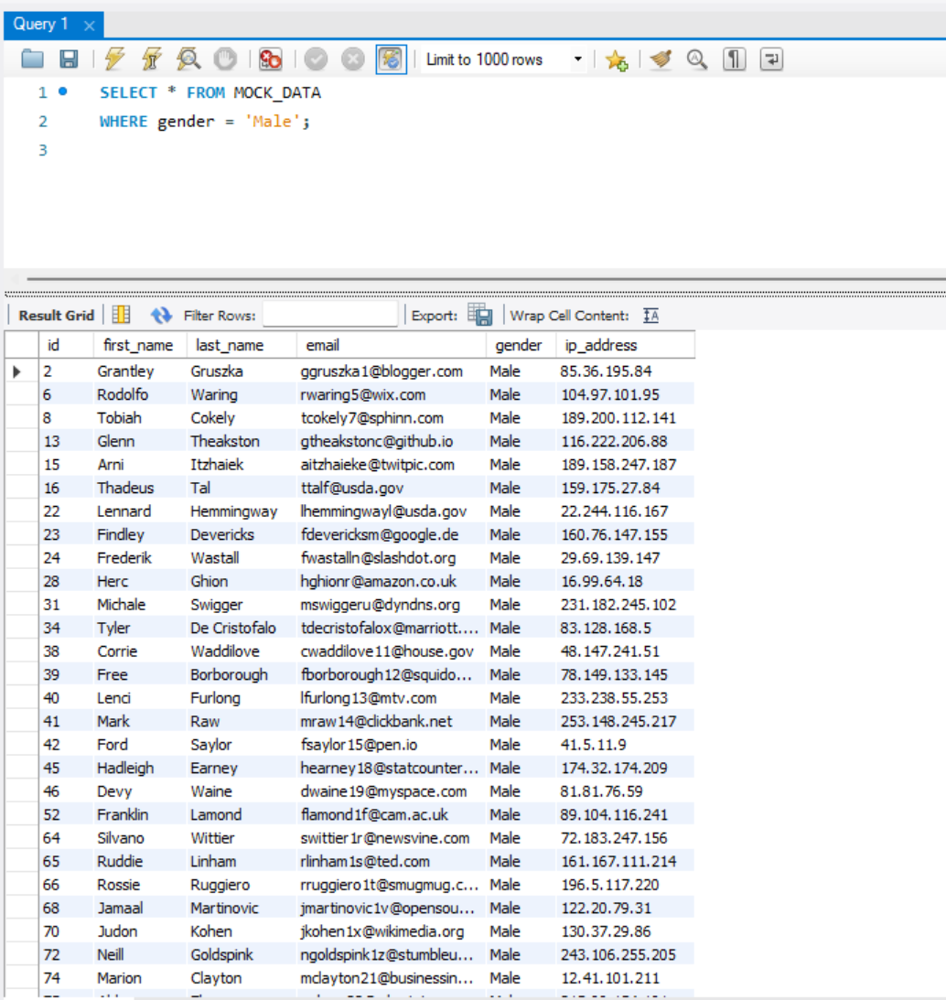 Query 1
Limit to 1000 rows
1 SELECT * FROM MOCK_DATA
2 WHERE gender = 'Male';
3
Result Grid Filter Rows: Export: Wrap Cell Content:
id first_name last_name email gender ip_address
2 Grantley Gruszka ggruszka1@blogger.com Male 85.36.195.84
6 Rodolfo Waring rwaring5@wix.com Male 104.97.101.95
8 Tobiah Cokely tcokely7@sphinn.com Male 189.200.112.141
13 Glenn Theakston gtheakstonc@github.io Male 116.222.206.88
15 Arni Itzhaiek aitzhaieke@twitpic.com Male 189.158.247.187
16 Thadeus Tal ttalf@usda.gov Male 159.175.27.84
22 Lennard Hemmingway lhemmingwayl@usda.gov Male 22.244.116.167
23 Findley Devericks fdevericksm@google.de Male 160.76.147.155
24 Frederik Wastall fwastalln@slashdot.org Male 29.69.139.147
28 Herc Ghion hghionr@amazon.co.uk Male 16.99.64.18
31 Michale Swigger mswiggeru@dyndns.org Male 231.182.245.102
34 Tyler De Cristofalo tdecristofalox@marriott.... Male 83.128.168.5
38 Corrie Waddilove cwaddilove11@house.gov Male 48.147.241.51
39 Free Borborough fborborough12@squido... Male 78.149.133.145
40 Lenci Furlong lfurlong13@mtv.com Male 233.238.55.253
41 Mark Raw mraw14@clickbank.net Male 253.148.245.217
42 Ford Saylor fsaylor15@pen.io Male 41.5.11.9
45 Hadleigh Earney hearney18@statcounter... Male 174.32.174.209
46 Devy Waine dwaine19@myspace.com Male 81.81.76.59
52 Franklin Lamond flamond1f@cam.ac.uk Male 89.104.116.241
64 Silvano Wittier swittier1r@newsvine.com Male 72.183.247.156
65 Ruddie Linham rlinham1s@ted.com Male 161.167.111.214
66 Rossie Ruggiero rruggiero1t@smugmug.c... Male 196.5.117.220
68 Jamaal Martinovic jmartinovic1v@opensou... Male 122.20.79.31
70 Judon Kohen jkohen1x@wikimedia.org Male 130.37.29.86
72 Neill Goldspink ngoldspink1z@stumbleu... Male 243.106.255.205
74 Marion Clayton mclayton21@businessin... Male 12.41.101.211